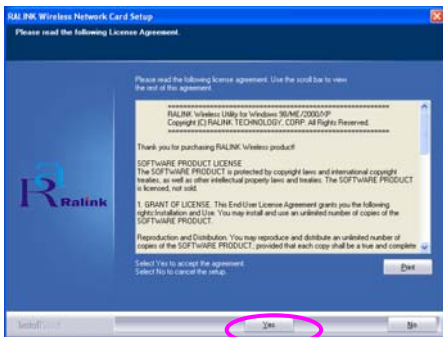 RALINK Wireless Network Card Setup
Please read the following License Agreement.
Please read the following license agreement. Use the scroll bar to view
the rest of this agreement.
RALINK Wireless Utility for Windows 98/ME/2000/XP
Copyright (C) RALINK TECHNOLOGY, CORP. All Rights Reserved.
Thank you for purchasing RALINK Wireless product!
SOFTWARE PRODUCT LICENSE
The SOFTWARE PRODUCT is protected by copyright laws and international copyright
treaties, as well as other intellectual property laws and treaties. The SOFTWARE PRODUCT
is licensed, not sold.
1. GRANT OF LICENSE. This End-User License Agreement grants you the following
rights:Installation and Use. You may install and use an unlimited number of copies of the
SOFTWARE PRODUCT.
Reproduction and Distribution. You may reproduce and distribute an unlimited number of
copies of the SOFTWARE PRODUCT; provided that each copy shall be a true and complete
Ralink
Select Yes to accept the agreement.
Select No to cancel the setup.
Print
InstallShield
Yes
No